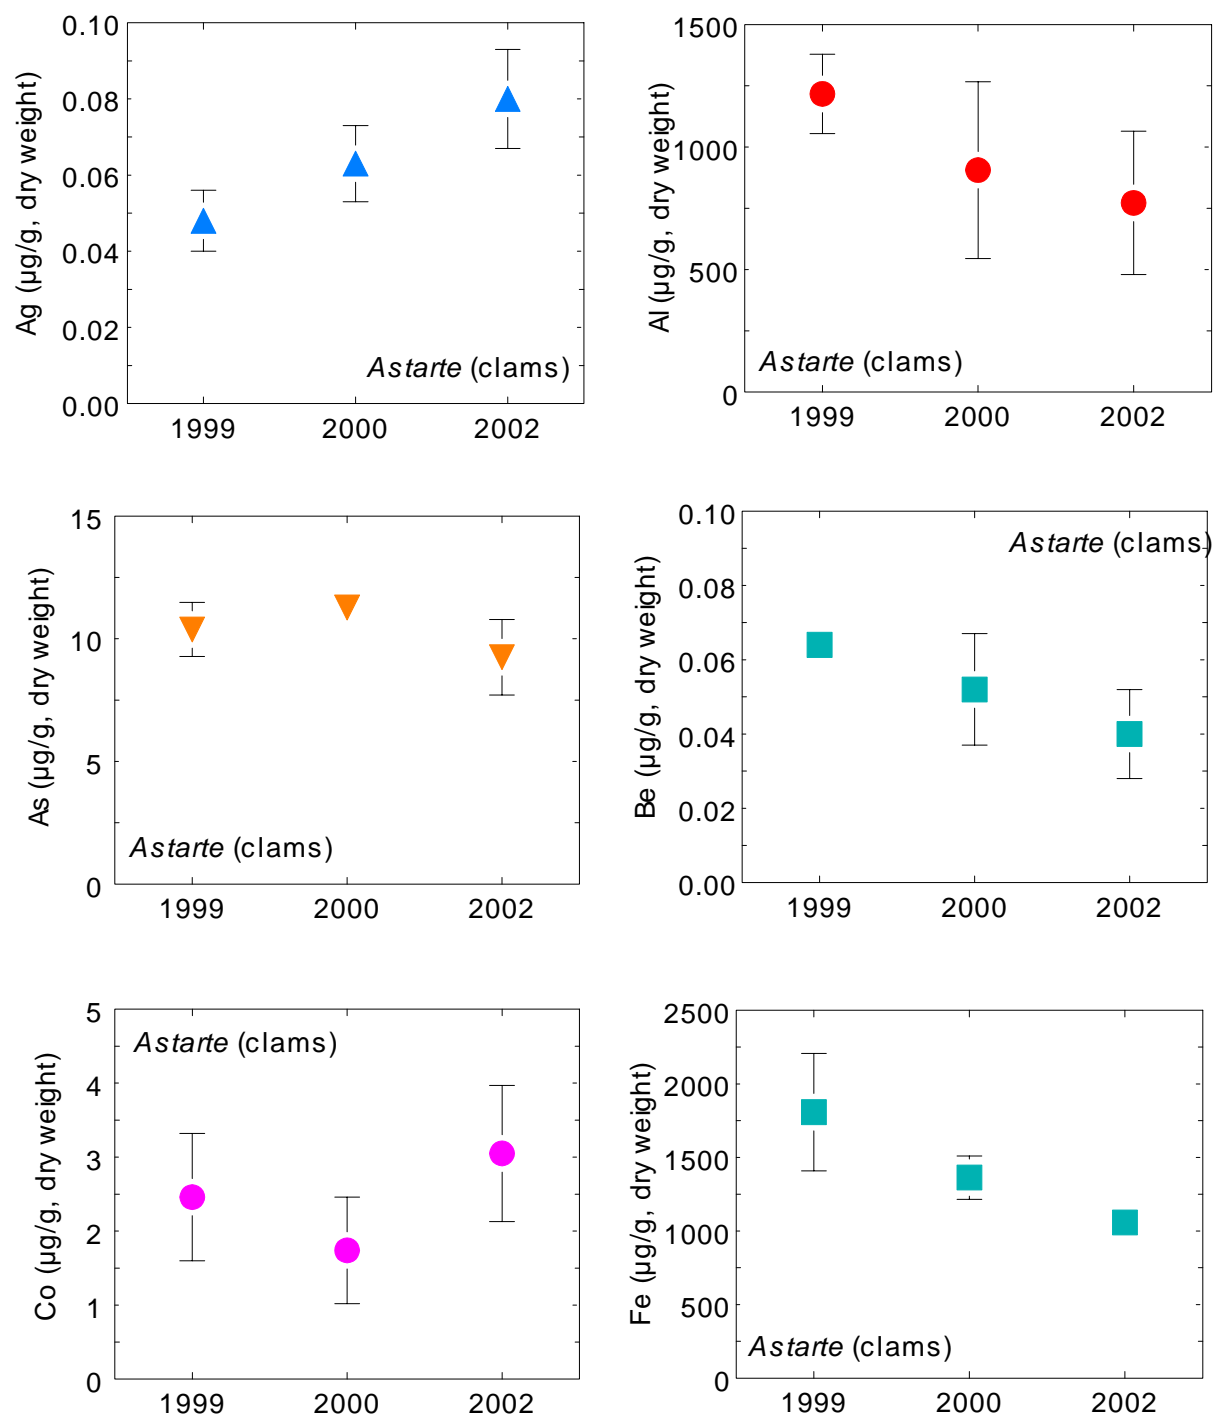 Ag (µg/g, dry weight)
0.10
0.08
0.06
0.04
0.02
0.00
Astarte (clams)
1999 2000 2002
Al (µg/g, dry weight)
1500
1000
500
0
Astarte (clams)
1999 2000 2002
As (µg/g, dry weight)
15
10
5
0
Astarte (clams)
1999 2000 2002
Be (µg/g, dry weight)
0.10
Astarte (clams)
0.08
0.06
0.04
0.02
0.00
1999 2000 2002
Co (µg/g, dry weight)
5
Astarte (clams)
4
3
2
1
0
1999 2000 2002
Fe (µg/g, dry weight)
2500
2000
1500
1000
500
Astarte (clams)
0
1999 2000 2002